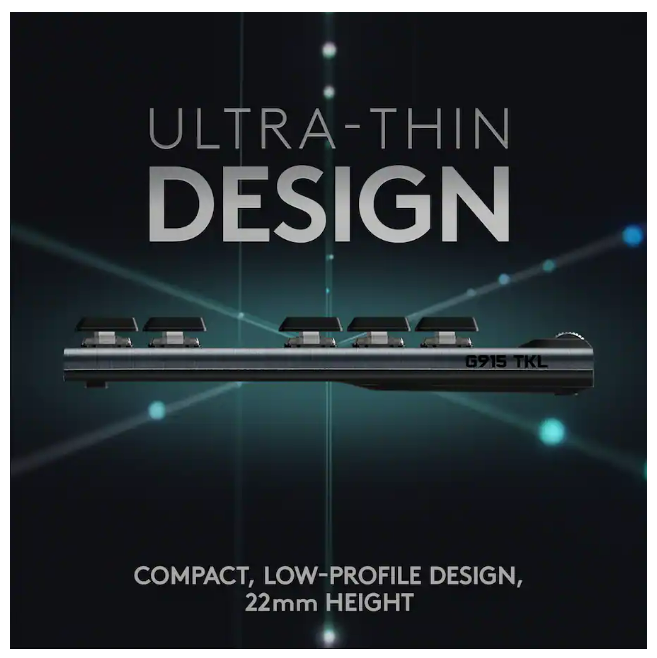 ULTRA-THIN
DESIGN
G915 TKL
COMPACT, LOW-PROFILE DESIGN,
22mm HEIGHT